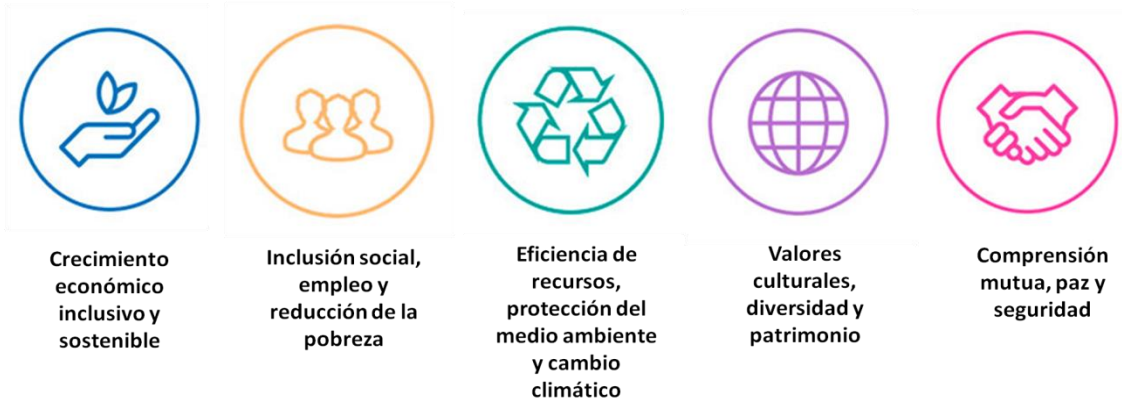 Crecimiento
económico
inclusivo y
sostenible
Inclusión social,
empleo y
reducción de la
pobreza
Eficiencia de
recursos,
protección del
medio ambiente
y cambio
climático
Valores
culturales,
diversidad y
patrimonio
Comprensión
mutua, paz y
seguridad